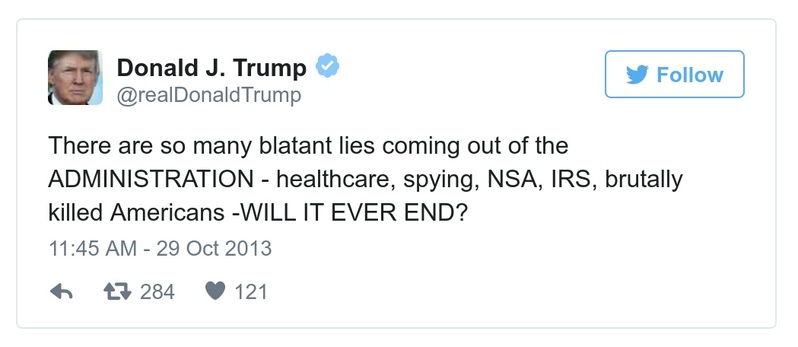 Donald J. Trump
@realDonaldTrump
Follow
There are so many blatant lies coming out of the
ADMINISTRATION - healthcare, spying, NSA, IRS, brutally
killed Americans -WILL IT EVER END?
11:45 AM - 29 Oct 2013
284 121